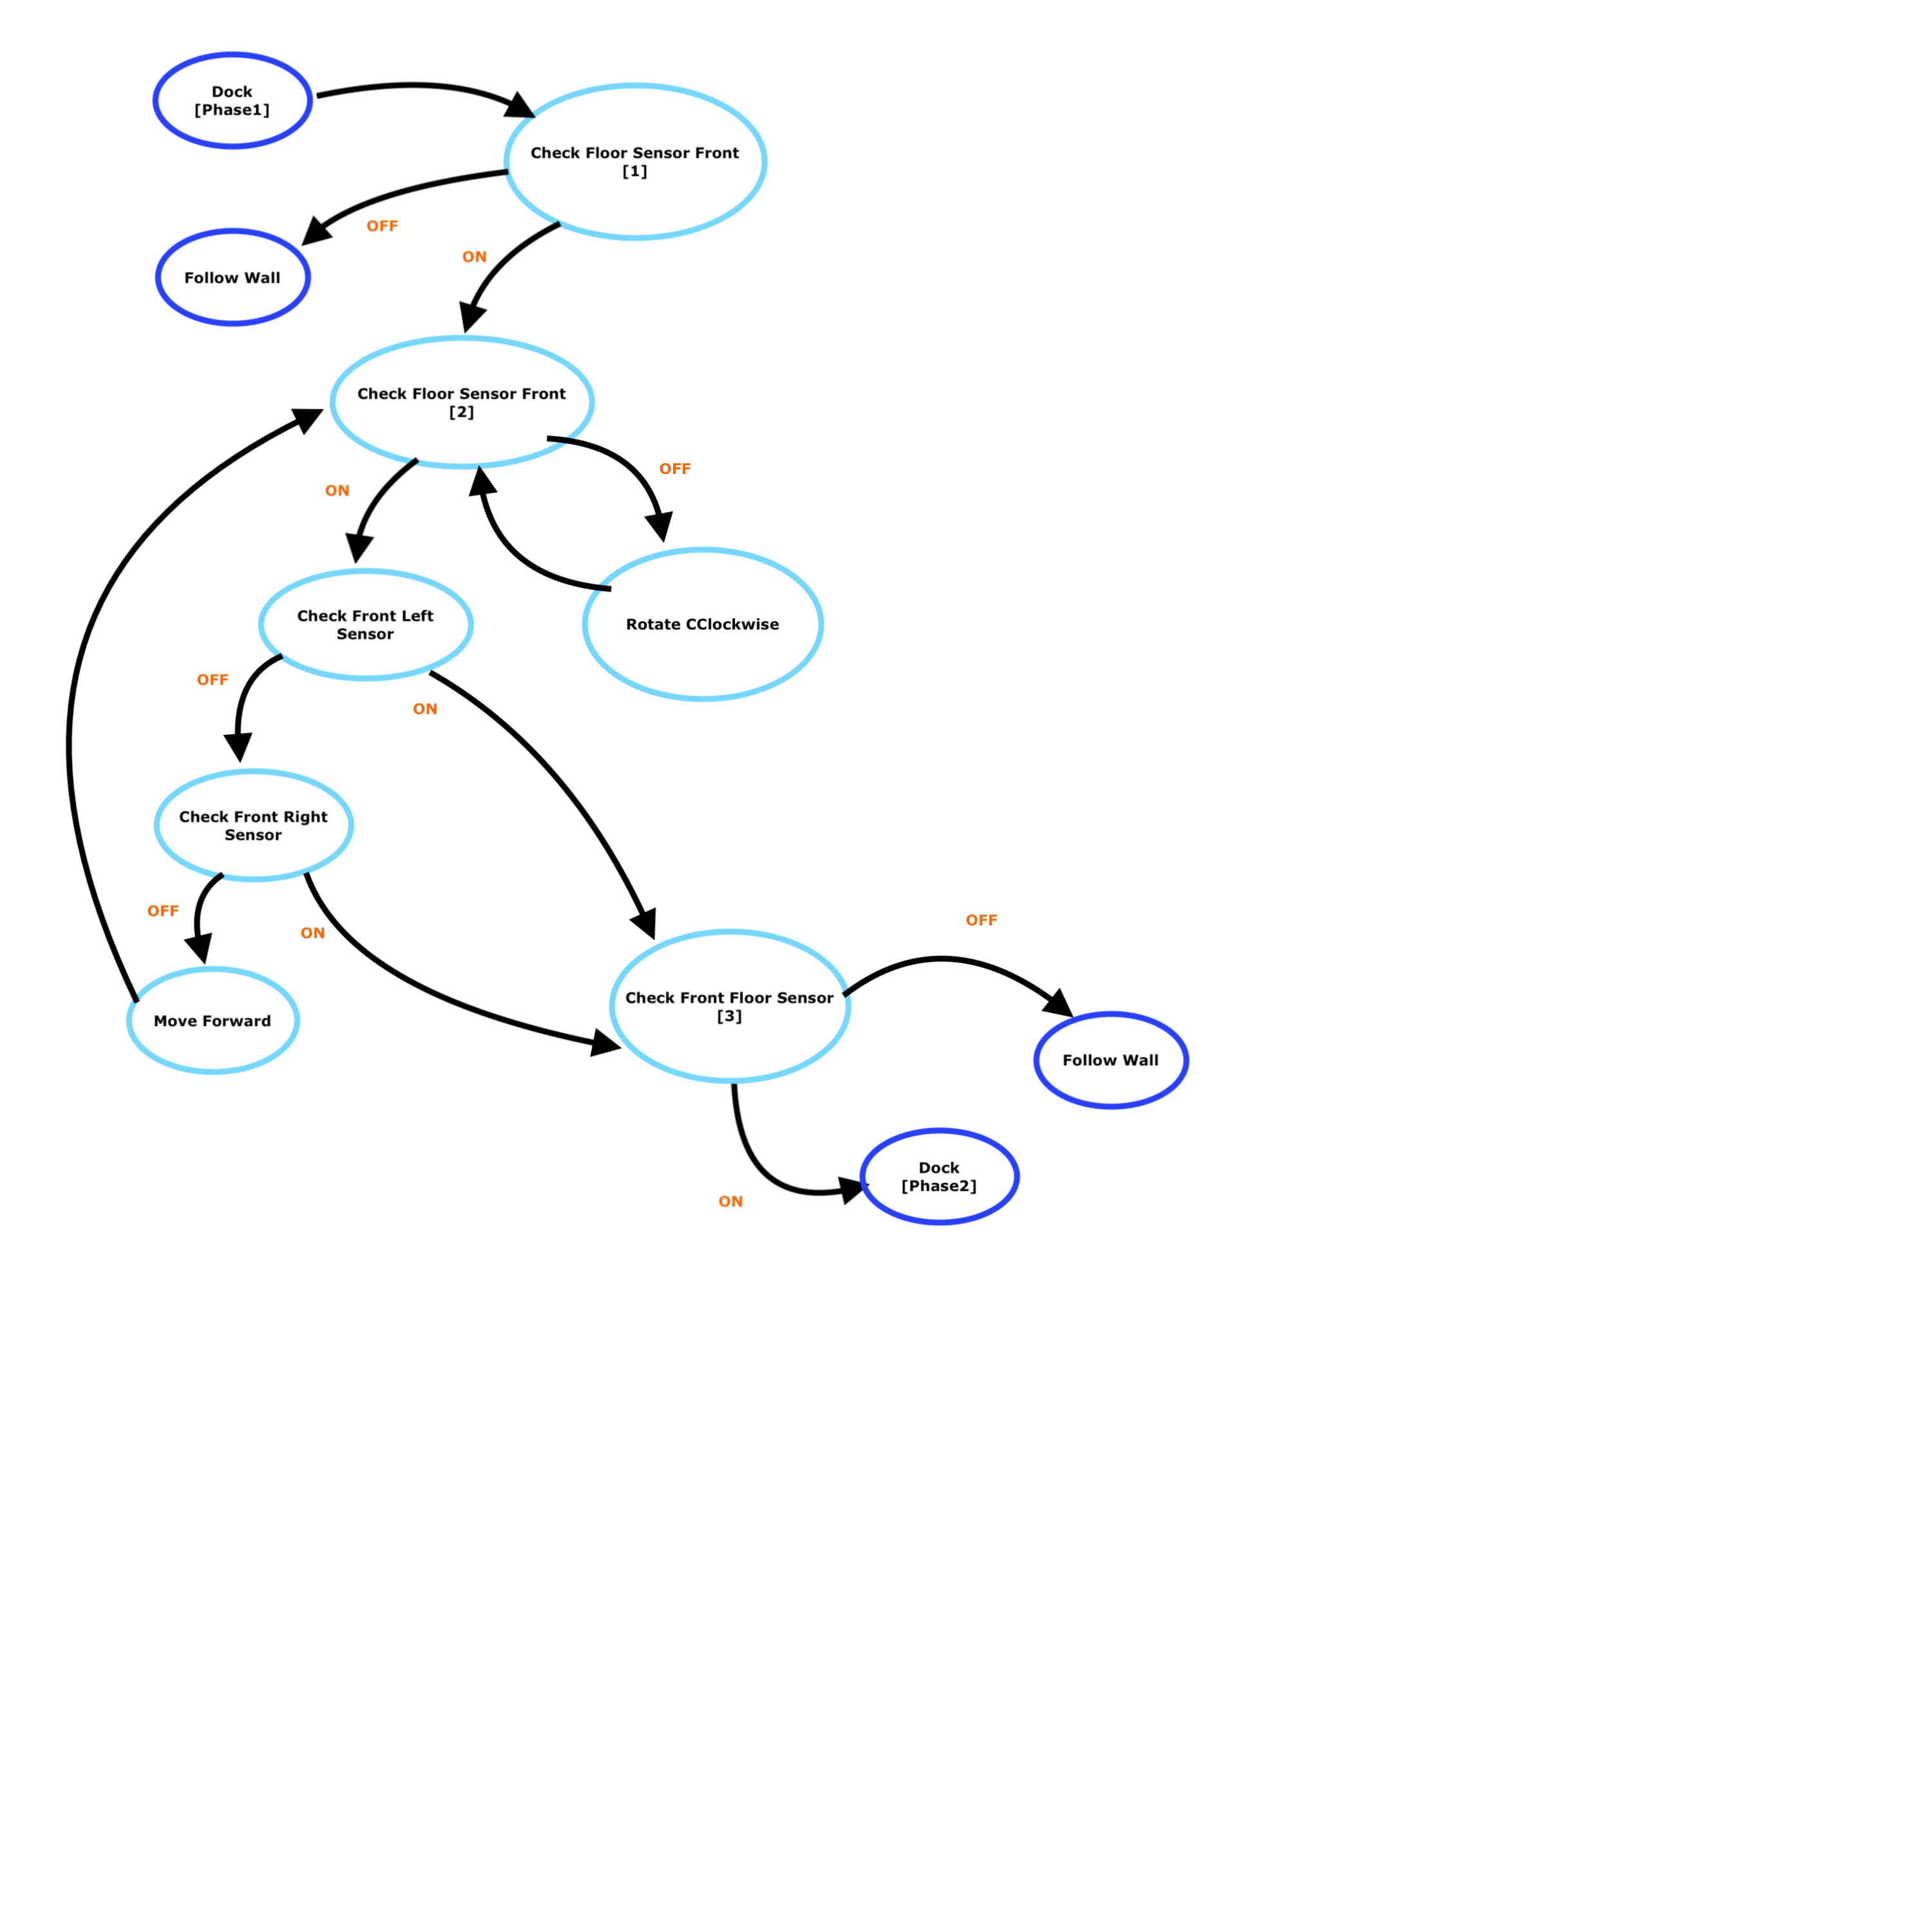 Dock
[Phase1]
Check Floor Sensor Front
[1]
OFF
ON
Follow Wall
Check Floor Sensor Front
[2]
OFF
ON
Check Front Left
Sensor
Rotate CClockwise
OFF
ON
Check Front Right
Sensor
OFF
ON
OFF
Check Front Floor Sensor
[3]
Move Forward
Follow Wall
Dock
[Phase2]
ON